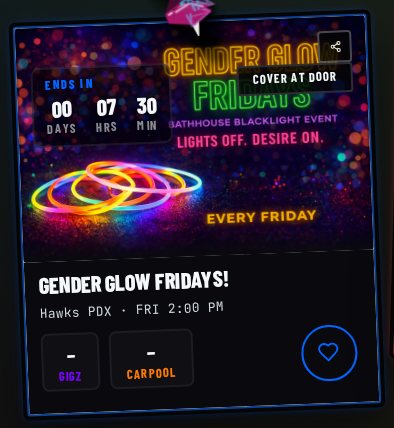 GENDER GLOW
FRIDAYS
BATHHOUSE BLACKLIGHT EVENT
LIGHTS OFF. DESIRE ON.
COVER AT DOOR
ENDS IN
00 07 30
DAYS HRS MIN
EVERY FRIDAY
GENDER GLOW FRIDAYS!
Hawks PDX · FRI 2:00 PM
– –
GIGZ CARPOOL